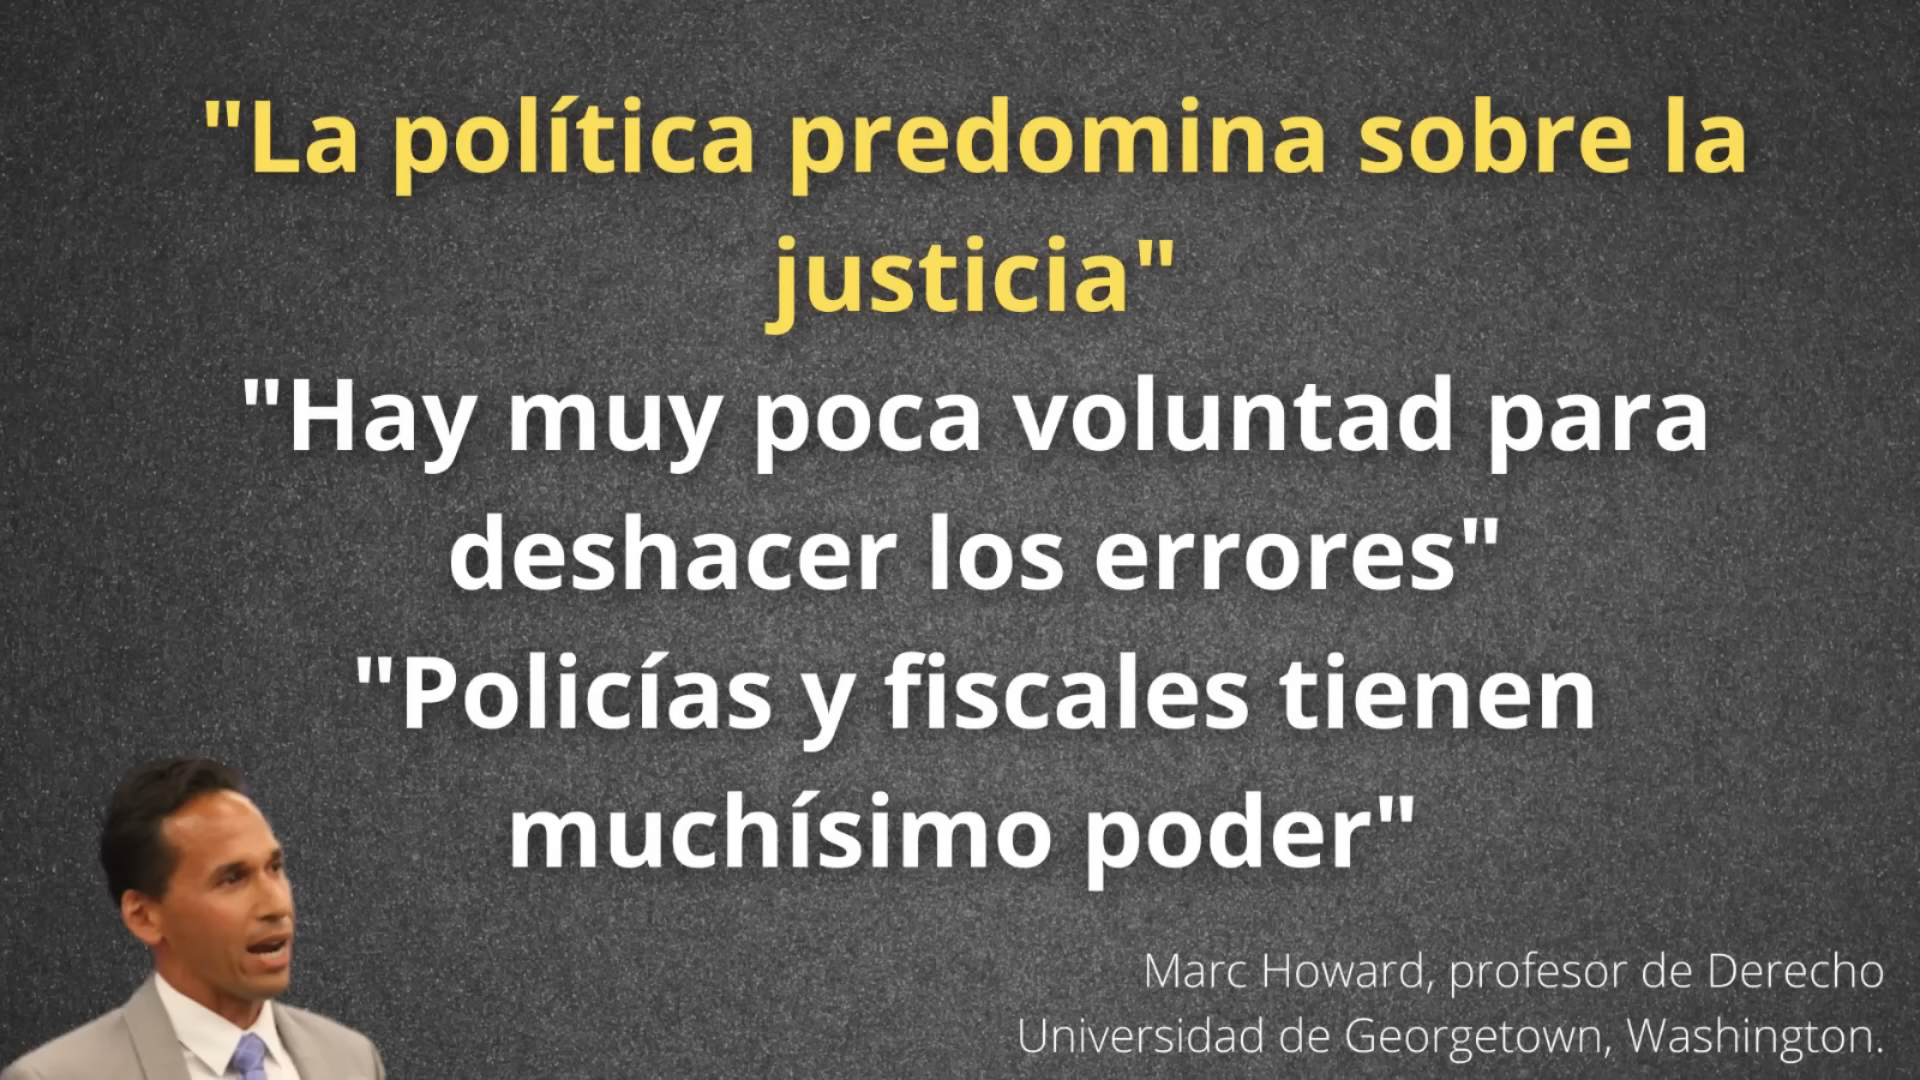 "La política predomina sobre la
justicia"
"Hay muy poca voluntad para
deshacer los errores"
"Policías y fiscales tienen
muchísimo poder"
Marc Howard, profesor de Derecho
Universidad de Georgetown, Washington.